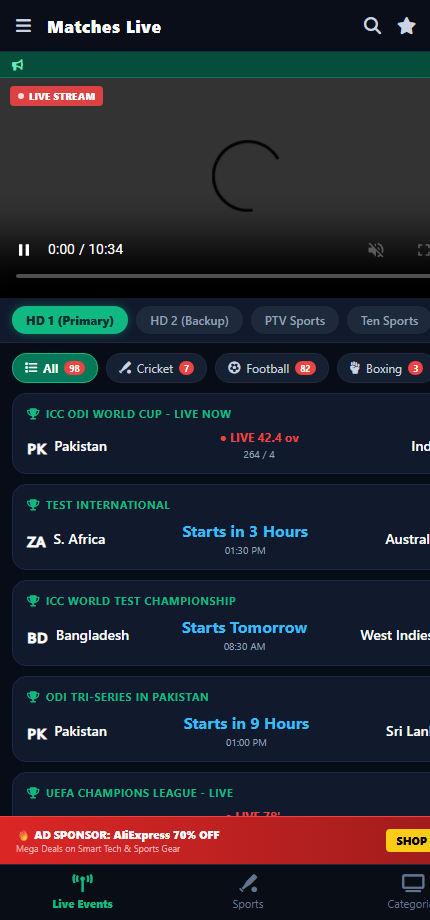 Matches Live
LIVE STREAM
0:00 / 10:34
HD 1 (Primary) HD 2 (Backup) PTV Sports Ten Sports
All 98 Cricket 7 Football 82 Boxing 3
ICC ODI WORLD CUP - LIVE NOW
PK Pakistan ● LIVE 42.4 ov Ind
264 / 4
TEST INTERNATIONAL
ZA S. Africa Starts in 3 Hours Austral
01:30 PM
ICC WORLD TEST CHAMPIONSHIP
BD Bangladesh Starts Tomorrow West Indies
08:30 AM
ODI TRI-SERIES IN PAKISTAN
PK Pakistan Starts in 9 Hours Sri Lan
01:00 PM
UEFA CHAMPIONS LEAGUE - LIVE
● LIVE 78'
🔥 AD SPONSOR: AliExpress 70% OFF
Mega Deals on Smart Tech & Sports Gear
SHOP
Live Events Sports Categori